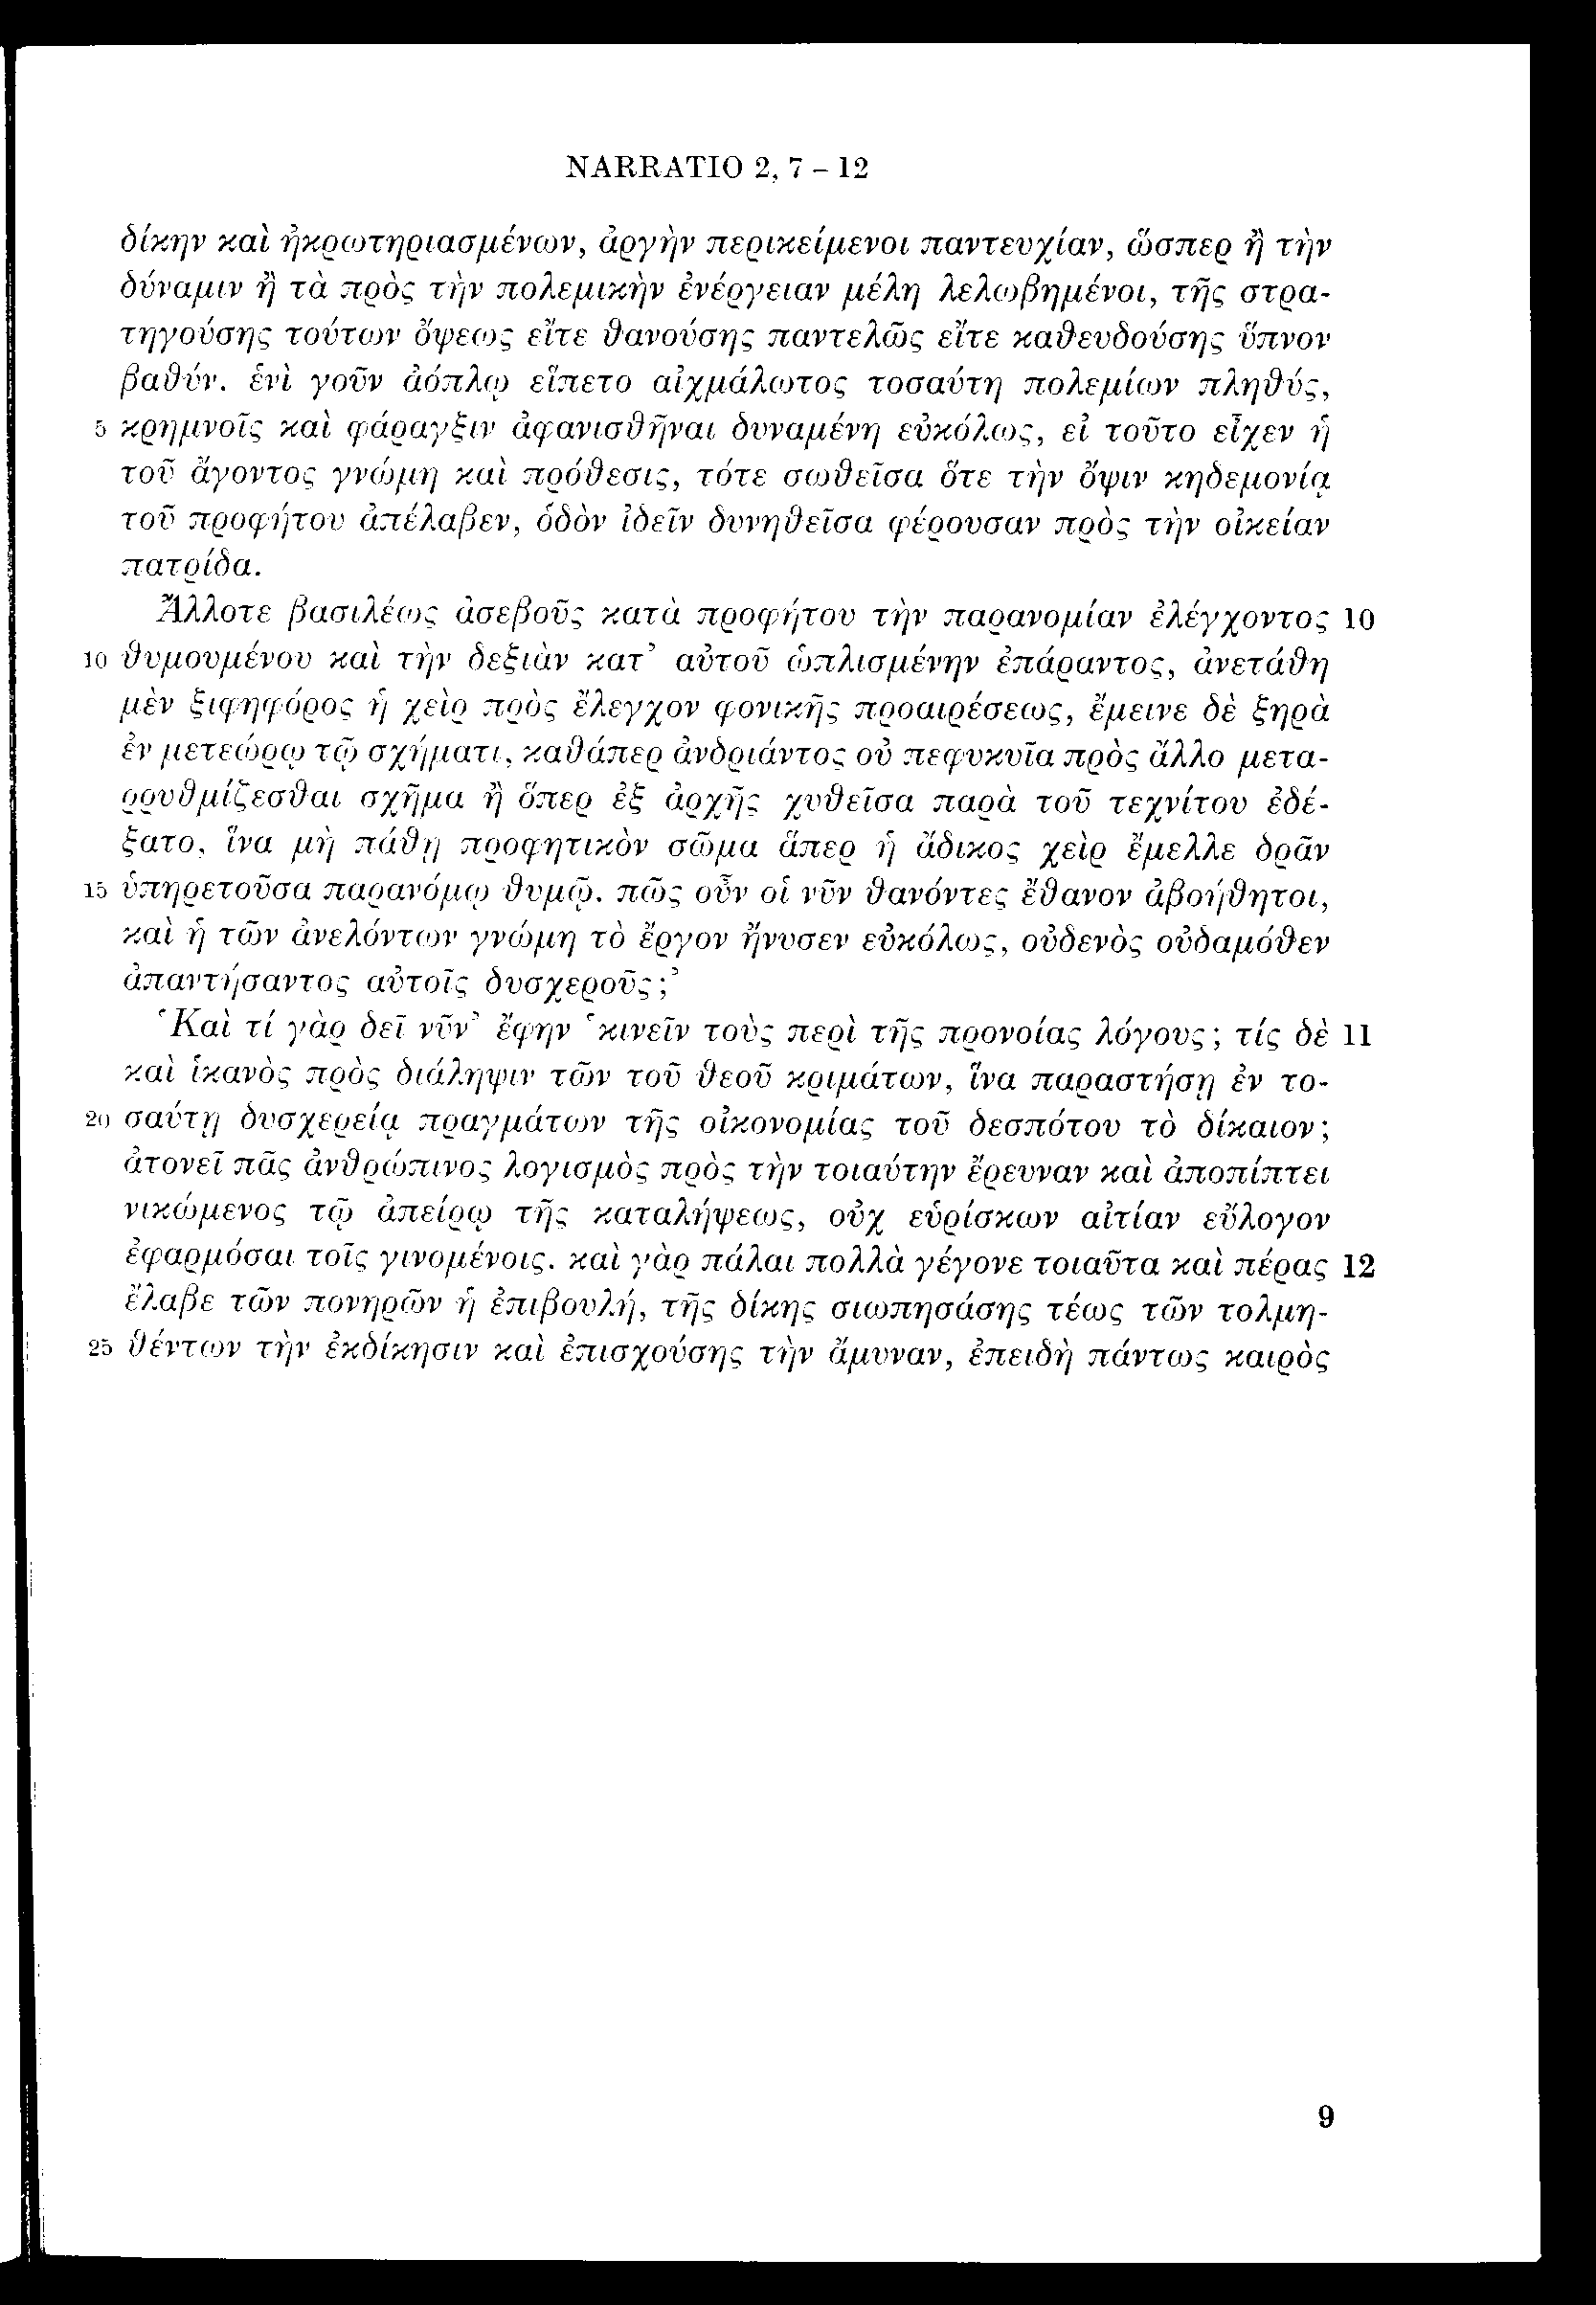 NARRATIO 2, 7 – 12
δίκην καὶ ἠκρωτηριασμένων, ἀργὴν περικείμενοι παντευχίαν, ὥσπερ ἢ τὴν
δύναμιν ἢ τὰ πρὸς τὴν πολεμικὴν ἐνέργειαν μέλη λελωβημένοι, τῆς στρα-
τηγούσης τούτων ὄψεως εἴτε θανούσης παντελῶς εἴτε καθευδούσης ὕπνον
βαθύν. ἑνὶ γοῦν ἀόπλῳ εἵπετο αἰχμάλωτος τοσαύτη πολεμίων πληθύς,
5 κρημνοῖς καὶ φάραγξιν ἀφανισθῆναι δυναμένη εὐκόλως, εἰ τοῦτο εἶχεν ἡ
τοῦ ἄγοντος γνώμη καὶ πρόθεσις, τότε σωθεῖσα ὅτε τὴν ὄψιν κηδεμονίᾳ
τοῦ προφήτου ἀπέλαβεν, ὁδὸν ἰδεῖν δυνηθεῖσα φέρουσαν πρὸς τὴν οἰκείαν
πατρίδα.
Ἄλλοτε βασιλέως ἀσεβοῦς κατὰ προφήτου τὴν παρανομίαν ἐλέγχοντος 10
10 θυμουμένου καὶ τὴν δεξιὰν κατ’ αὐτοῦ ὡπλισμένην ἐπάραντος, ἀνετάθη
μὲν ξιφηφόρος ἡ χεὶρ πρὸς ἔλεγχον φονικῆς προαιρέσεως, ἔμεινε δὲ ξηρὰ
ἐν μετεώρῳ τῷ σχήματι, καθάπερ ἀνδριάντος οὐ πεφυκυῖα πρὸς ἄλλο μετα-
ρρυθμίζεσθαι σχῆμα ἢ ὅπερ ἐξ ἀρχῆς χυθεῖσα παρὰ τοῦ τεχνίτου ἐδέ-
ξατο, ἵνα μὴ πάθῃ προφητικὸν σῶμα ἅπερ ἡ ἄδικος χεὶρ ἔμελλε δρᾶν
15 ὑπηρετοῦσα παρανόμῳ θυμῷ. πῶς οὖν οἱ νῦν θανόντες ἔθανον ἀβοήθητοι,
καὶ ἡ τῶν ἀνελόντων γνώμη τὸ ἔργον ἤνυσεν εὐκόλως, οὐδενὸς οὐδαμόθεν
ἀπαντήσαντος αὐτοῖς δυσχεροῦς;’
‘Καὶ τί γὰρ δεῖ νῦν’ ἔφην ‘κινεῖν τοὺς περὶ τῆς προνοίας λόγους; τίς δὲ 11
καὶ ἱκανὸς πρὸς διάληψιν τῶν τοῦ θεοῦ κριμάτων, ἵνα παραστήσῃ ἐν το-
20 σαύτῃ δυσχερείᾳ πραγμάτων τῆς οἰκονομίας τοῦ δεσπότου τὸ δίκαιον;
ἀτονεῖ πᾶς ἀνθρώπινος λογισμὸς πρὸς τὴν τοιαύτην ἔρευναν καὶ ἀποπίπτει
νικώμενος τῷ ἀπείρῳ τῆς καταλήψεως, οὐχ εὑρίσκων αἰτίαν εὔλογον
ἐφαρμόσαι τοῖς γινομένοις. καὶ γὰρ πάλαι πολλὰ γέγονε τοιαῦτα καὶ πέρας 12
ἔλαβε τῶν πονηρῶν ἡ ἐπιβουλή, τῆς δίκης σιωπησάσης τέως τῶν τολμη-
25 θέντων τὴν ἐκδίκησιν καὶ ἐπισχούσης τὴν ἄμυναν, ἐπειδὴ πάντως καιρὸς
9